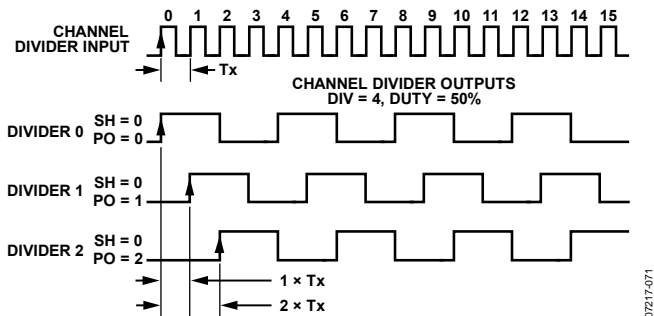 0 1 2 3 4 5 6 7 8 9 10 11 12 13 14 15
CHANNEL
DIVIDER INPUT
Tx
CHANNEL DIVIDER OUTPUTS
DIV = 4, DUTY = 50%
DIVIDER 0 SH = 0
PO = 0
DIVIDER 1 SH = 0
PO = 1
DIVIDER 2 SH = 0
PO = 2
1 × Tx
2 × Tx
07217-071